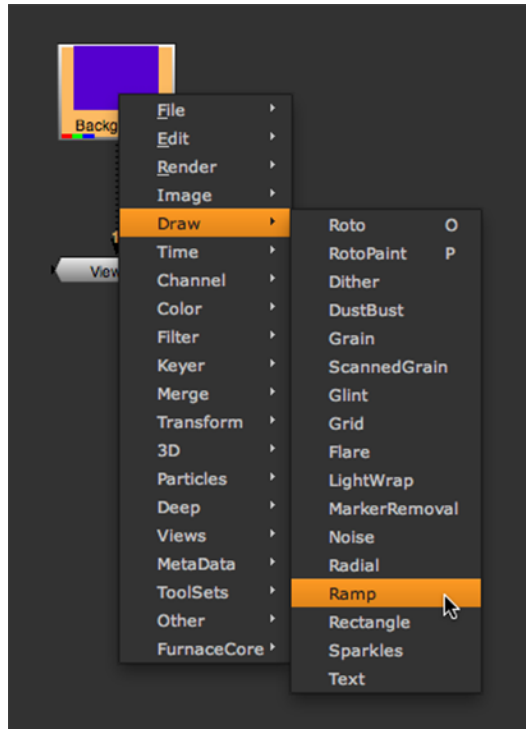 Backg
File
Edit
Render
Image
Draw
Time
Channel
Color
Filter
Keyer
Merge
Transform
3D
Particles
Deep
Views
MetaData
ToolSets
Other
FurnaceCore
Roto O
RotoPaint P
Dither
DustBust
Grain
ScannedGrain
Glint
Grid
Flare
LightWrap
MarkerRemoval
Noise
Radial
Ramp
Rectangle
Sparkles
Text
1
View